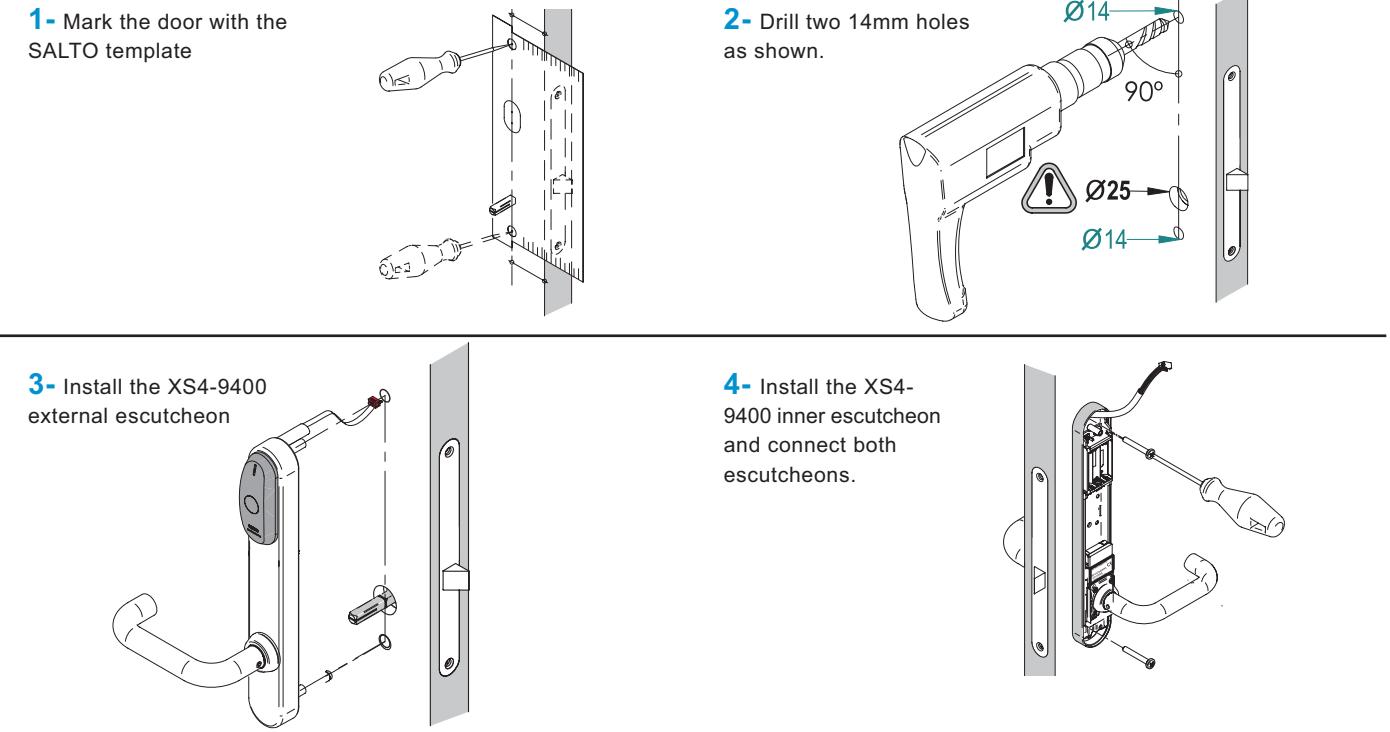 1- Mark the door with the
SALTO template
2- Drill two 14mm holes
as shown.
Ø14
90º
Ø25
Ø14
3- Install the XS4-9400
external escutcheon
4- Install the XS4-
9400 inner escutcheon
and connect both
escutcheons.